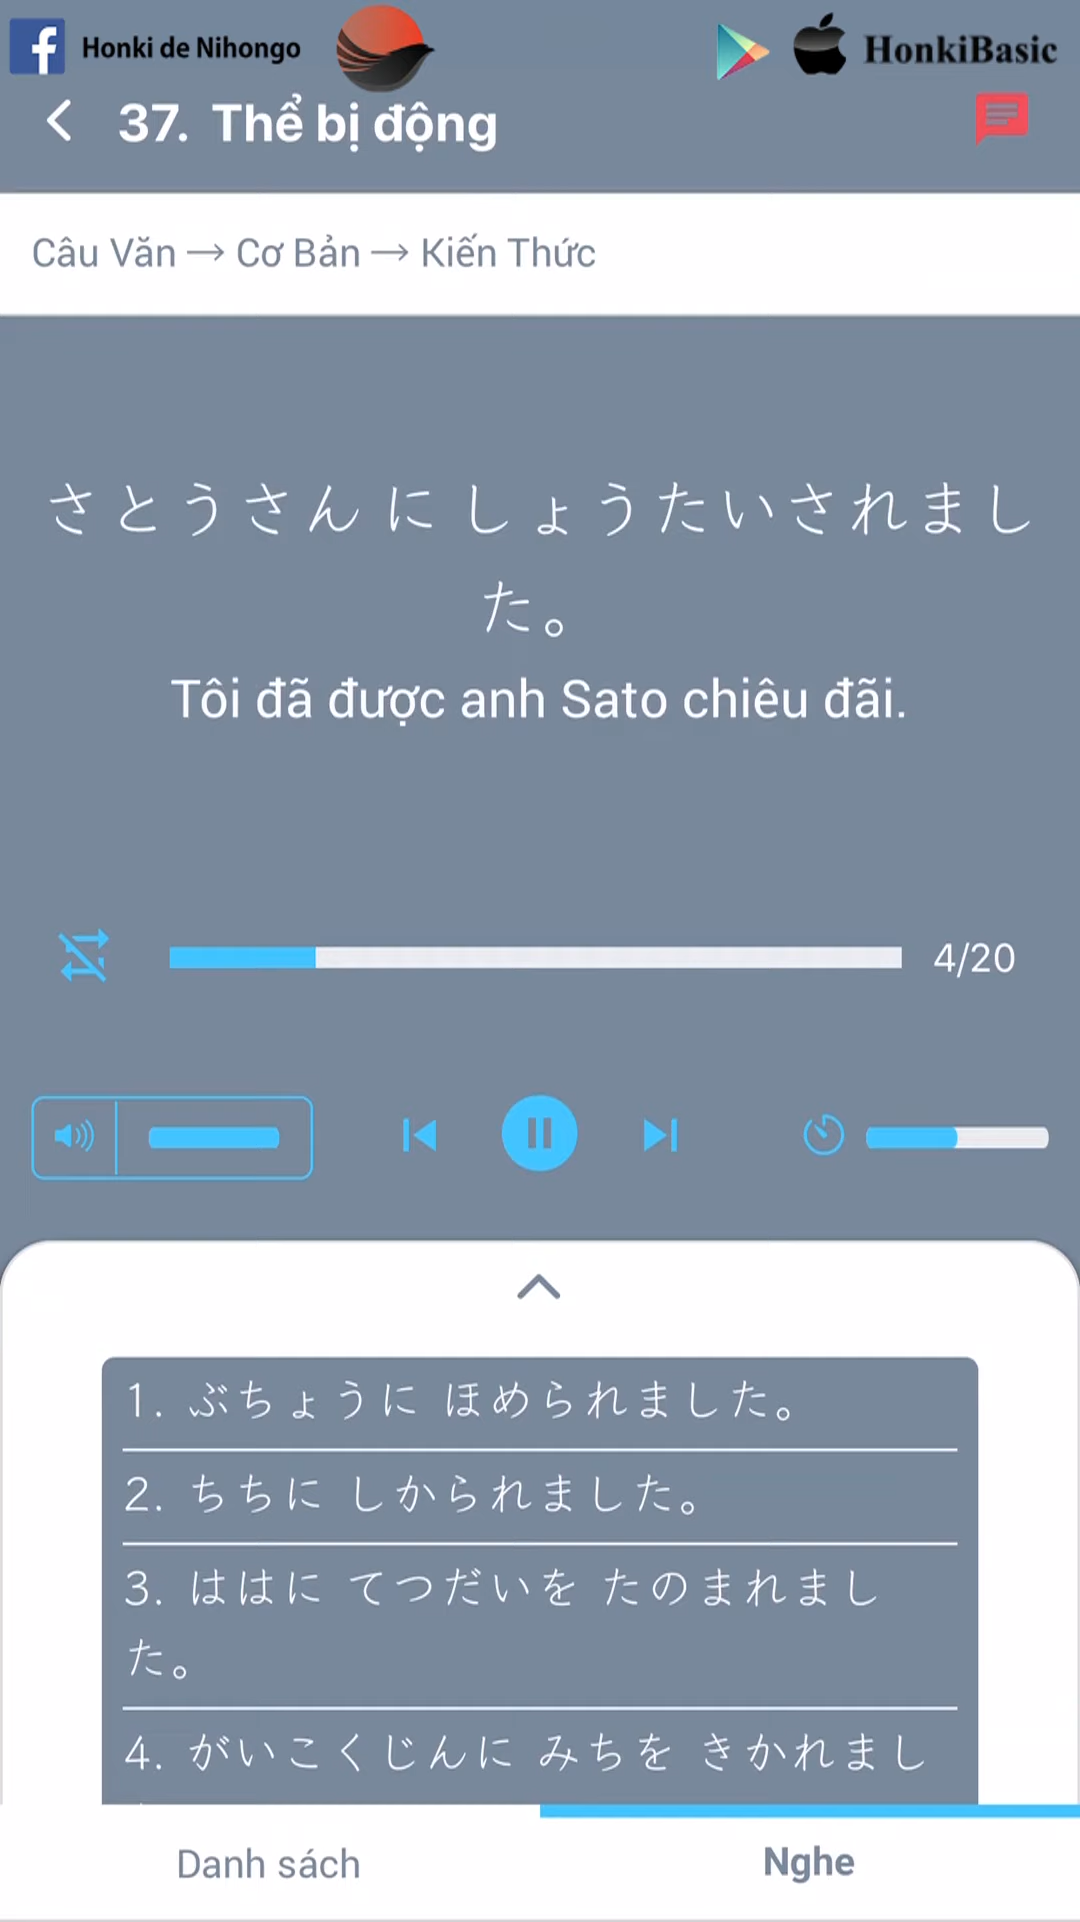 Honki de Nihongo
HonkiBasic
37. Thể bị động
Câu Văn → Cơ Bản → Kiến Thức
さとうさん に しょうたいされまし
た。
Tôi đã được anh Sato chiêu đãi.
4/20
1. ぶちょうに ほめられました。
2. ちちに しかられました。
3. ははに てつだいを たのまれまし
た。
4. がいこくじんに みちを きかれまし
Danh sách
Nghe